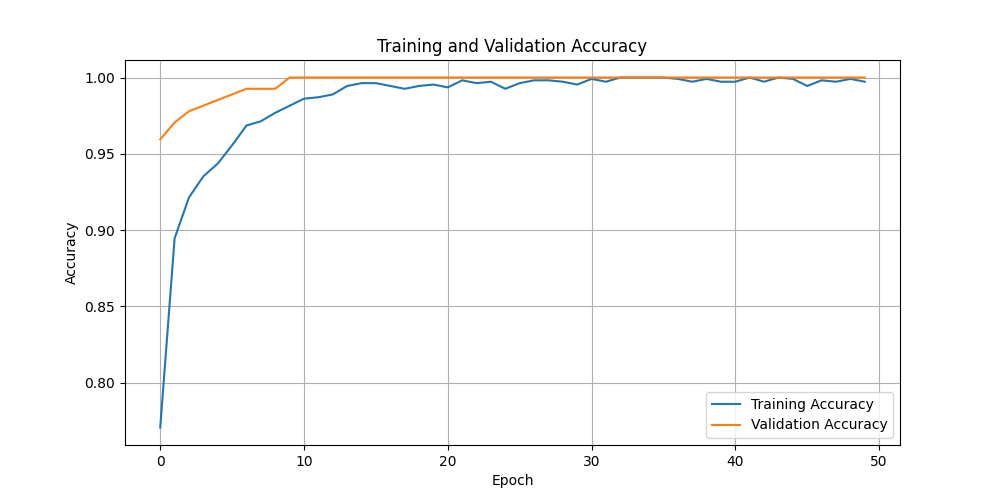 Training and Validation Accuracy
Accuracy
1.00
0.95
0.90
0.85
0.80
0 10 20 30 40 50
Epoch
Training Accuracy
Validation Accuracy